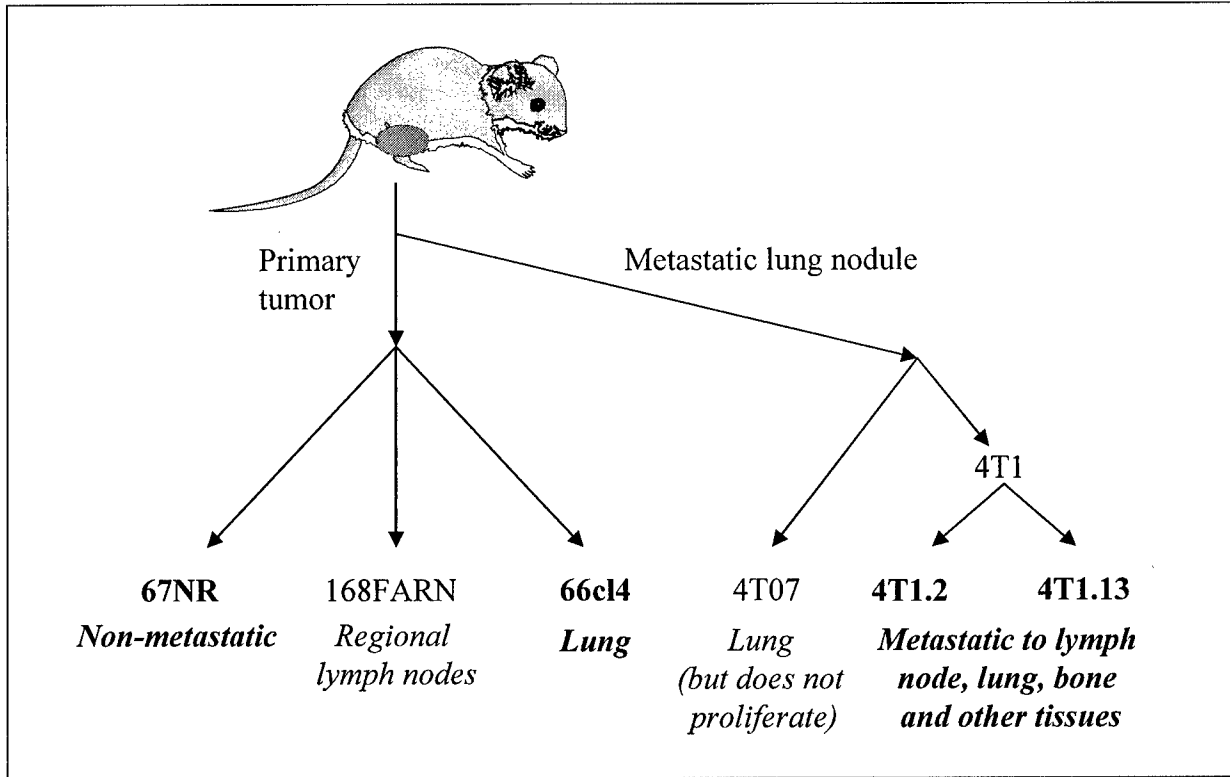 Primary
tumor
Metastatic lung nodule
4T1
67NR
168FARN
66cl4
4T07
4T1.2
4T1.13
Non-metastatic
Regional
lymph nodes
Lung
Lung
(but does not
proliferate)
Metastatic to lymph
node, lung, bone
and other tissues